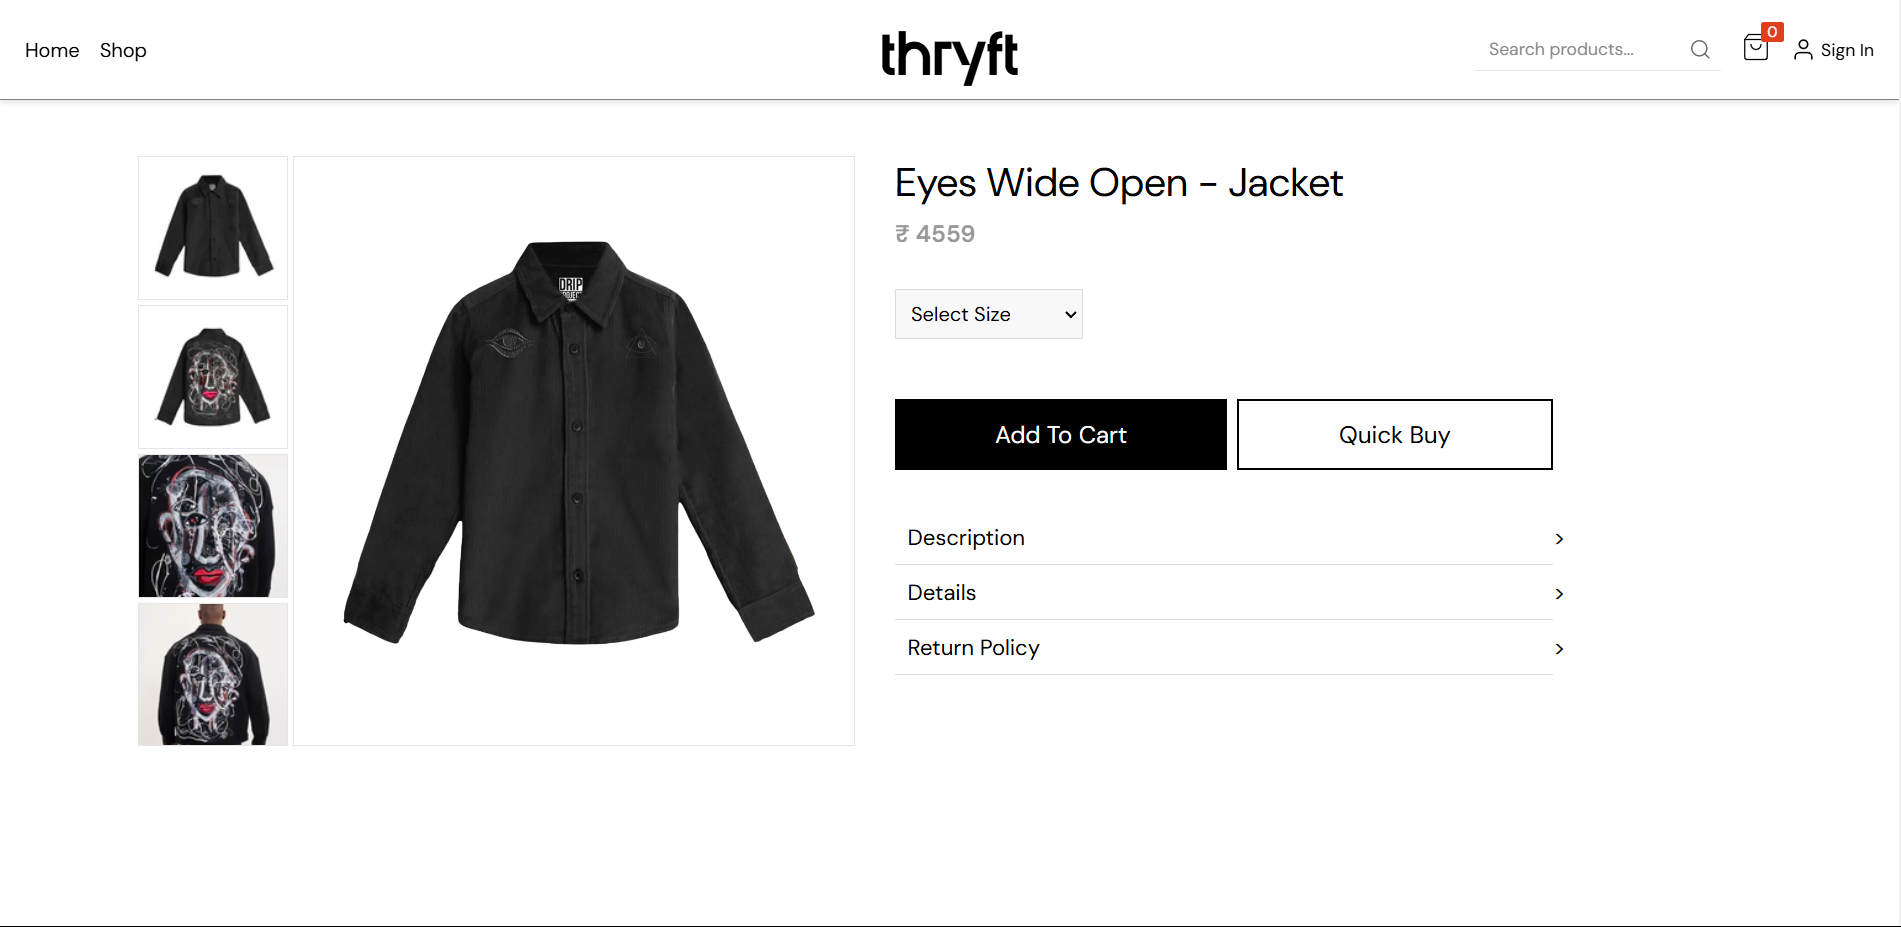 Home Shop
thryft
Search products...
0
Sign In
Eyes Wide Open - Jacket
₹ 4559
Select Size
Add To Cart
Quick Buy
Description
Details
Return Policy
DRIP